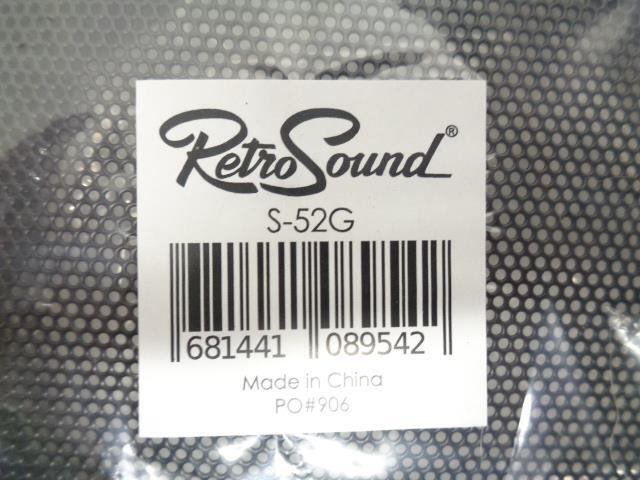 RetroSound®
S-52G
681441 089542
Made in China
PO#906